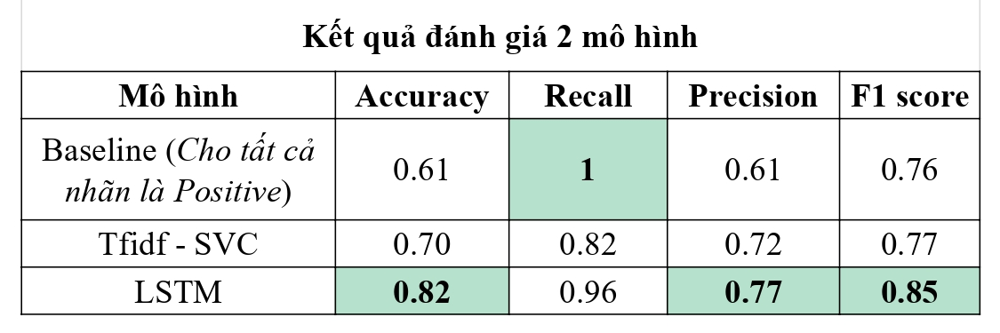 Kết quả đánh giá 2 mô hình
Mô hình Accuracy Recall Precision F1 score
Baseline (Cho tất cả
nhãn là Positive) 0.61 1 0.61 0.76
Tfidf - SVC 0.70 0.82 0.72 0.77
LSTM 0.82 0.96 0.77 0.85